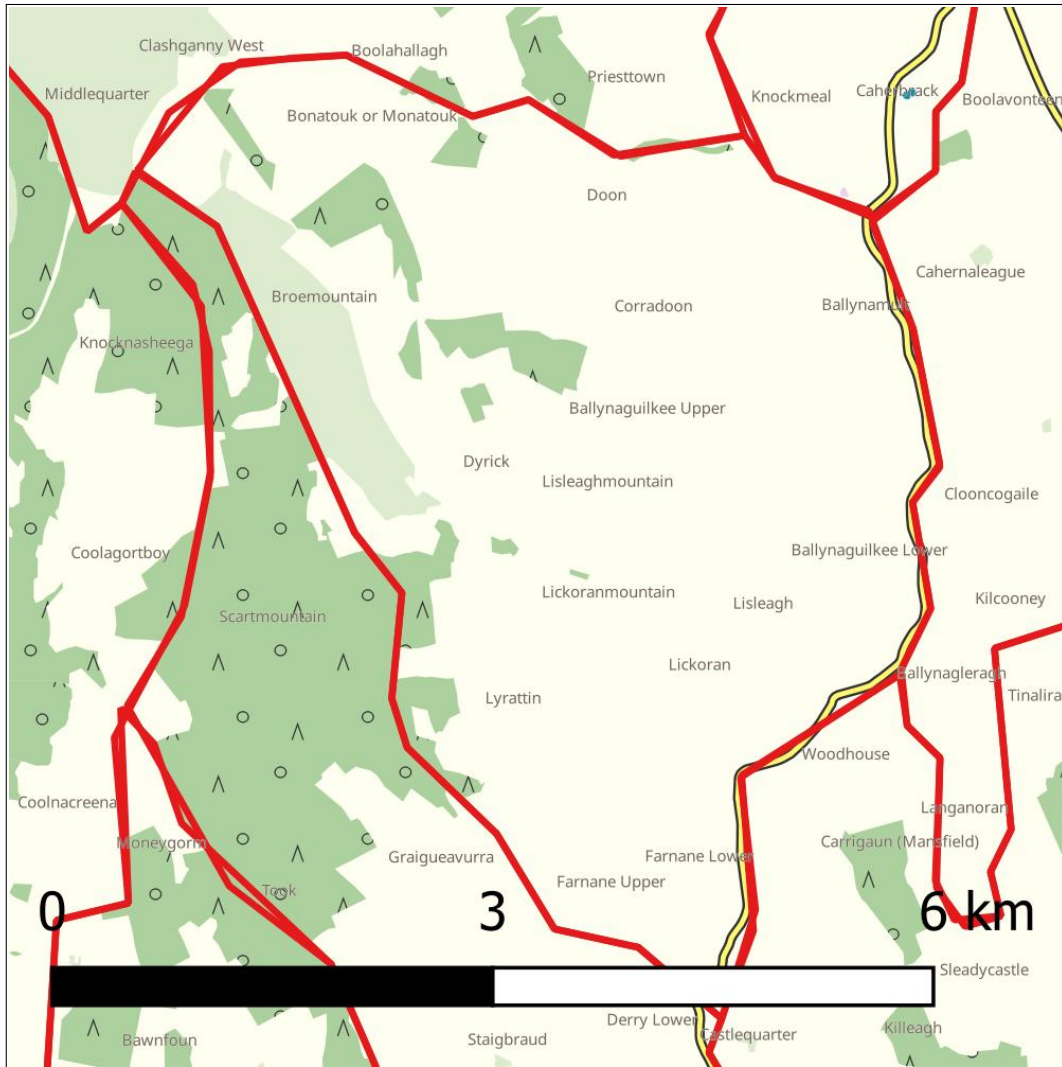 Clashganny West
Boolahallagh
Priesttown
Middlequarter
Knockmeal
Caherbrack
Boolavonteen
Bonatouk or Monatouk
Doon
Cahernaleague
Broemountain
Corradoon
Ballynamult
Knocknasheega
Ballynaguilkee Upper
Dyrick
Lisleaghmountain
Clooncogaile
Coolagortboy
Ballynaguilkee Lower
Lickoranmountain
Lisleagh
Kilcooney
Scartmountain
Lickoran
Ballynagleragh
Lyrattin
Tinalira
Woodhouse
Coolnacreena
Langanoran
Moneygorm
Carrigaun (Mansfield)
Graigueavurra
Farnane Lower
Farnane Upper
Took
0 3 6 km
Sleadycastle
Derry Lower
Castlequarter
Killeagh
Bawnfoun
Staigbraud